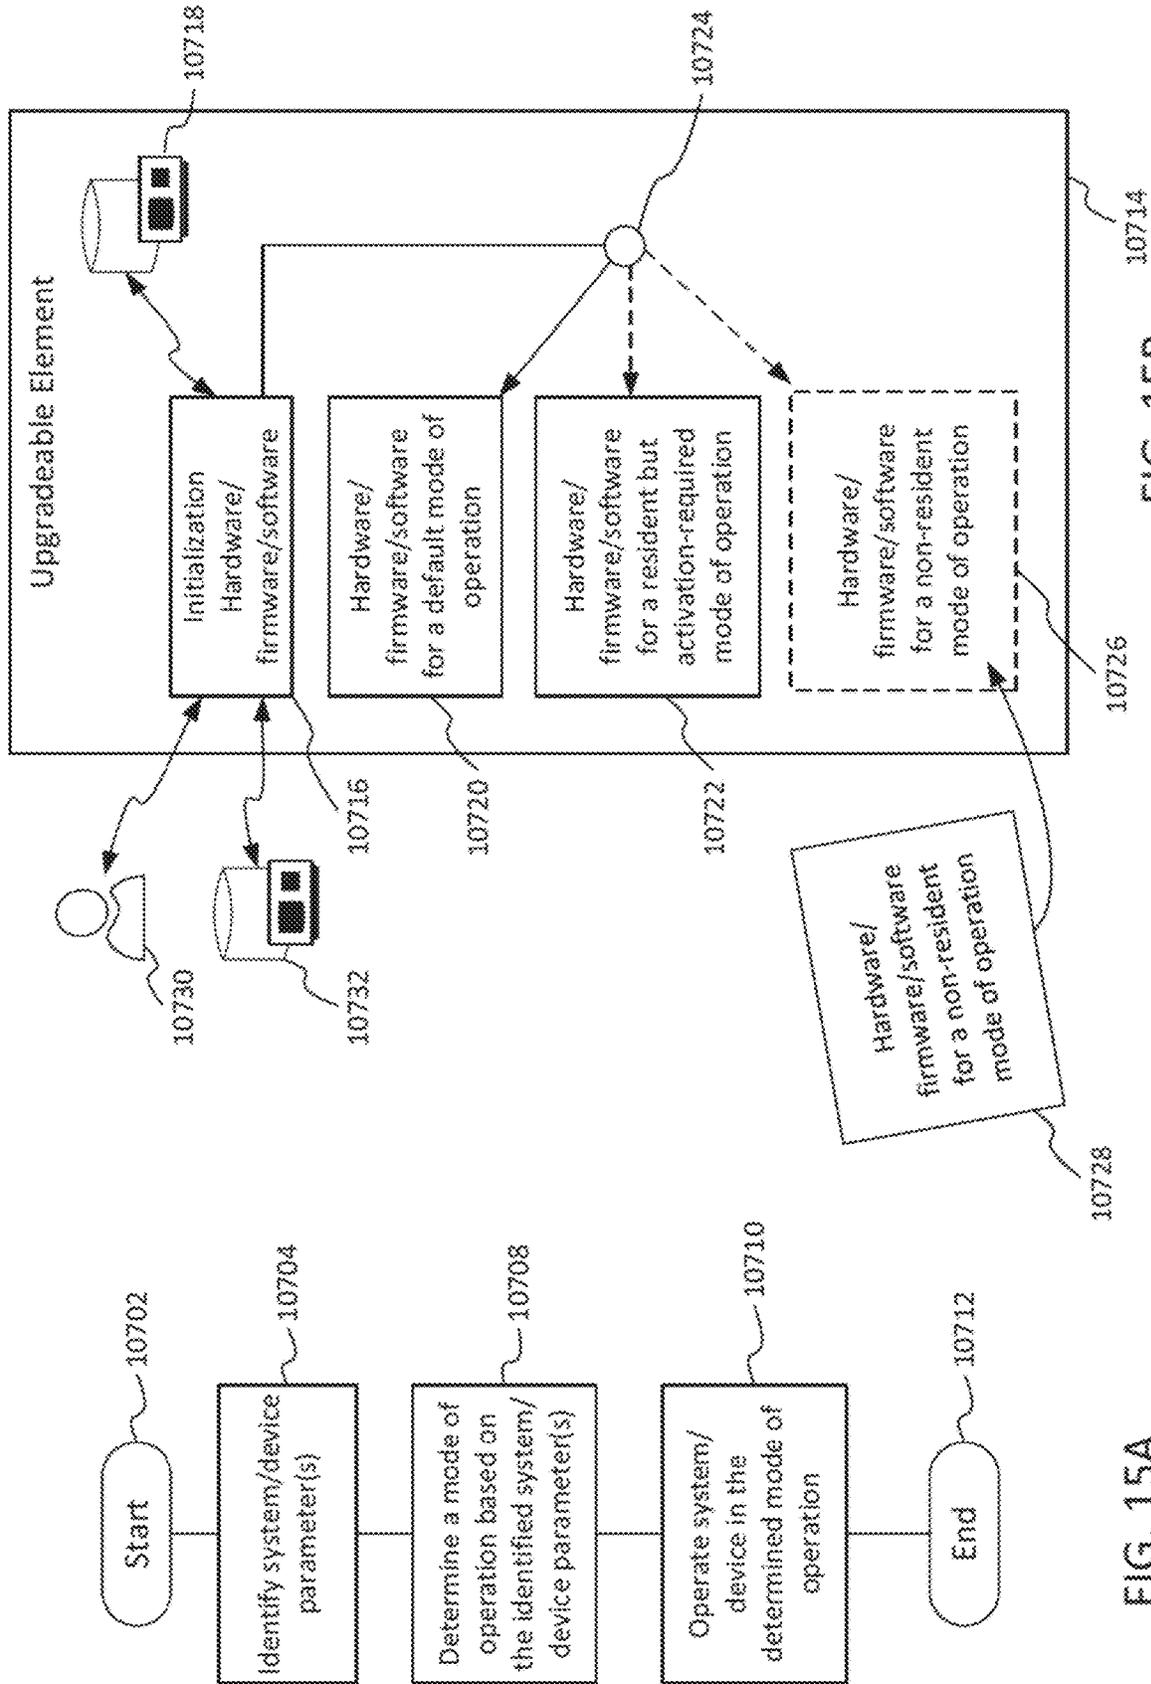 Start
10702
Identify system/device
parameter(s)
10704
Determine a mode of
operation based on
the identified system/
device parameter(s)
10708
Operate system/
device in the
determined mode of
operation
10710
End
10712
FIG. 15A
Upgradeable Element
10730
10732
Initialization
Hardware/
firmware/software
10716
10718
Hardware/
firmware/software
for a default mode of
operation
10720
Hardware/
firmware/software
for a resident but
activation-required
mode of operation
10722
10724
Hardware/
firmware/software
for a non-resident
mode of operation
10726
Hardware/
firmware/software
for a non-resident
mode of operation
10728
10714